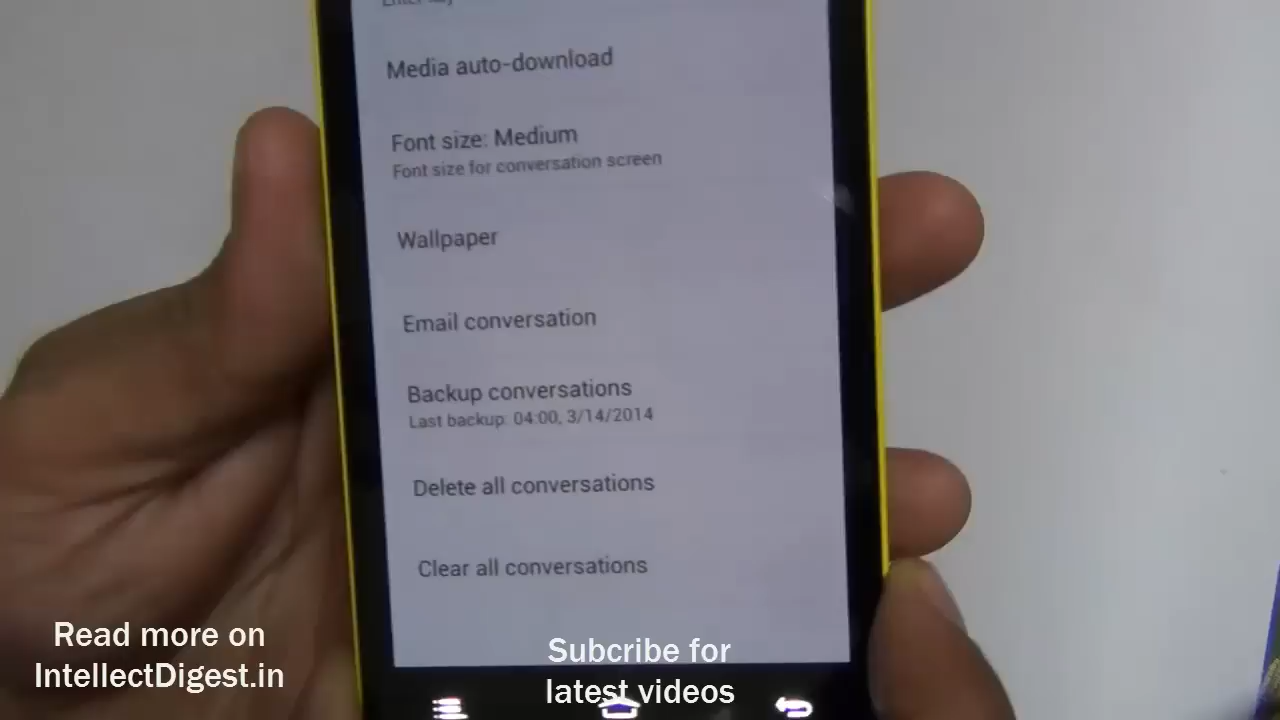 Media auto-download
Font size: Medium
Font size for conversation screen
Wallpaper
Email conversation
Backup conversations
Last backup: 04:00, 3/14/2014
Delete all conversations
Clear all conversations
Read more on
IntellectDigest.in
Subcribe for
latest videos